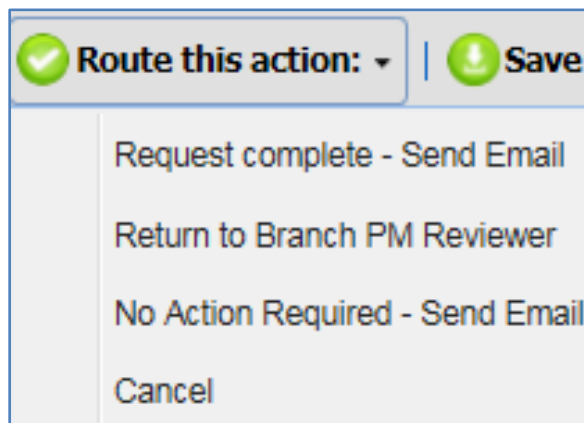 Route this action: Save
Request complete - Send Email
Return to Branch PM Reviewer
No Action Required - Send Email
Cancel